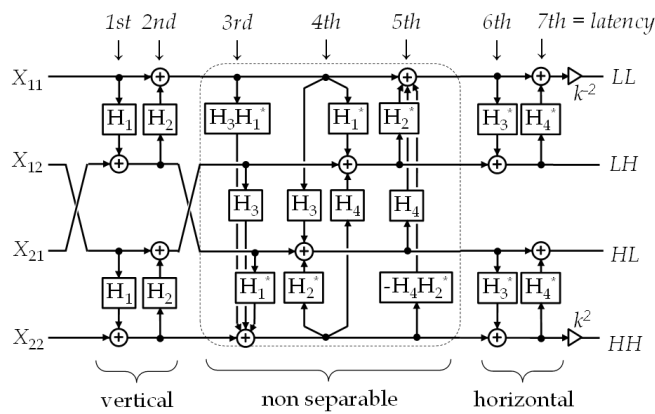 1st 2nd 3rd 4th 5th 6th 7th = latency
X₁₁ LL
k⁻²
H₁ H₂ H₃H₁* H₁* H₂* H₃* H₄*
X₁₂ LH
H₃ H₃ H₄ H₄
X₂₁ HL
H₁ H₂ H₁* H₂* -H₄H₂* H₃* H₄*
k²
X₂₂ HH
vertical non separable horizontal